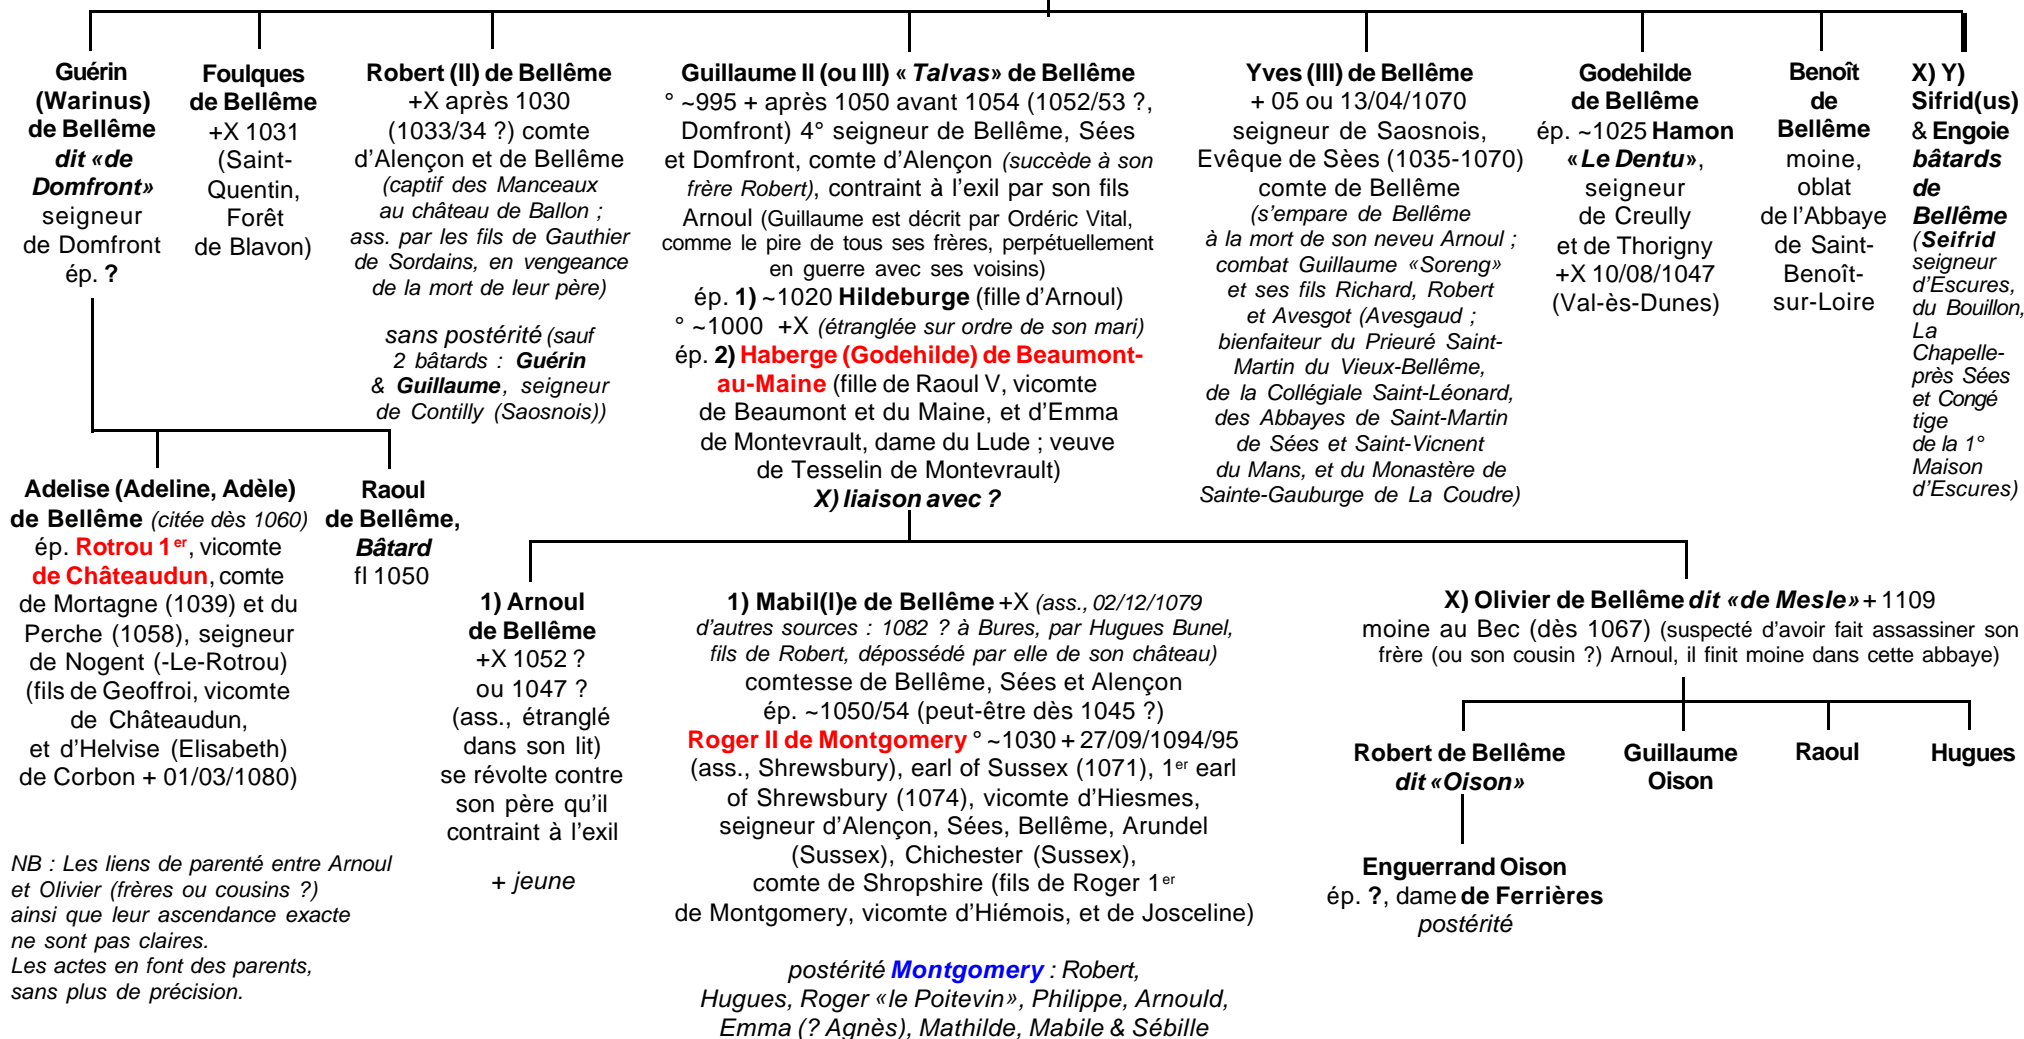 Guérin
(Warinus)
de Bellême
dit «de
Domfront»
seigneur
de Domfront
ép. ?
Foulques
de Bellême
+X 1031
(Saint-
Quentin,
Forêt
de Blavon)
Robert (II) de Bellême
+X après 1030
(1033/34 ?) comte
d'Alençon et de Bellême
(captif des Manceaux
au château de Ballon ;
ass. par les fils de Gauthier
de Sordains, en vengeance
de la mort de leur père)
sans postérité (sauf
2 bâtards : Guérin
& Guillaume, seigneur
de Contilly (Saosnois))
Guillaume II (ou III) « Talvas» de Bellême
° ~995 + après 1050 avant 1054 (1052/53 ?,
Domfront) 4° seigneur de Bellême, Sées
et Domfront, comte d'Alençon (succède à son
frère Robert), contraint à l'exil par son fils
Arnoul (Guillaume est décrit par Ordéric Vital,
comme le pire de tous ses frères, perpétuellement
en guerre avec ses voisins)
ép. 1) ~1020 Hildeburge (fille d'Arnoul)
° ~1000 +X (étranglée sur ordre de son mari)
ép. 2) Haberge (Godehilde) de Beaumont-
au-Maine (fille de Raoul V, vicomte
de Beaumont et du Maine, et d'Emma
de Montevrault, dame du Lude ; veuve
de Tesselin de Montevrault)
X) liaison avec ?
Yves (III) de Bellême
+ 05 ou 13/04/1070
seigneur de Saosnois,
Evêque de Sèes (1035-1070)
comte de Bellême
(s'empare de Bellême
à la mort de son neveu Arnoul ;
combat Guillaume «Soreng»
et ses fils Richard, Robert
et Avesgot (Avesgaud ;
bienfaiteur du Prieuré Saint-
Martin du Vieux-Bellême,
de la Collégiale Saint-Léonard,
des Abbayes de Saint-Martin
de Sées et Saint-Vicnent
du Mans, et du Monastère de
Sainte-Gauburge de La Coudre)
Godehilde
de Bellême
ép. ~1025 Hamon
«Le Dentu»,
seigneur
de Creully
et de Thorigny
+X 10/08/1047
(Val-ès-Dunes)
Benoît
de
Bellême
moine,
oblat
de l'Abbaye
de Saint-
Benoît-
sur-Loire
X) Y)
Sifrid(us)
& Engoie
bâtards
de
Bellême
(Seifrid
seigneur
d'Escures,
du Bouillon,
La
Chapelle-
près Sées
et Congé
tige
de la 1°
Maison
d'Escures)
Adelise (Adeline, Adèle)
de Bellême (citée dès 1060)
ép. Rotrou 1er, vicomte
de Châteaudun, comte
de Mortagne (1039) et du
Perche (1058), seigneur
de Nogent (-Le-Rotrou)
(fils de Geoffroi, vicomte
de Châteaudun,
et d'Helvise (Elisabeth)
de Corbon + 01/03/1080)
Raoul
de Bellême,
Bâtard
fl 1050
1) Arnoul
de Bellême
+X 1052 ?
ou 1047 ?
(ass., étranglé
dans son lit)
se révolte contre
son père qu'il
contraint à l'exil
+ jeune
1) Mabil(l)e de Bellême +X (ass., 02/12/1079
d'autres sources : 1082 ? à Bures, par Hugues Bunel,
fils de Robert, dépossédé par elle de son château)
comtesse de Bellême, Sées et Alençon
ép. ~1050/54 (peut-être dès 1045 ?)
Roger II de Montgomery ° ~1030 + 27/09/1094/95
(ass., Shrewsbury), earl of Sussex (1071), 1er earl
of Shrewsbury (1074), vicomte d'Hiesmes,
seigneur d'Alençon, Sées, Bellême, Arundel
(Sussex), Chichester (Sussex),
comte de Shropshire (fils de Roger 1er
de Montgomery, vicomte d'Hiémois, et de Josceline)
postérité Montgomery : Robert,
Hugues, Roger «le Poitevin», Philippe, Arnould,
Emma (? Agnès), Mathilde, Mabile & Sébille
X) Olivier de Bellême dit «de Mesle» + 1109
moine au Bec (dès 1067) (suspecté d'avoir fait assassiner son
frère (ou son cousin ?) Arnoul, il finit moine dans cette abbaye)
Robert de Bellême
dit «Oison»
Guillaume
Oison
Raoul
Hugues
Enguerrand Oison
ép. ?, dame de Ferrières
postérité
NB : Les liens de parenté entre Arnoul
et Olivier (frères ou cousins ?)
ainsi que leur ascendance exacte
ne sont pas claires.
Les actes en font des parents,
sans plus de précision.